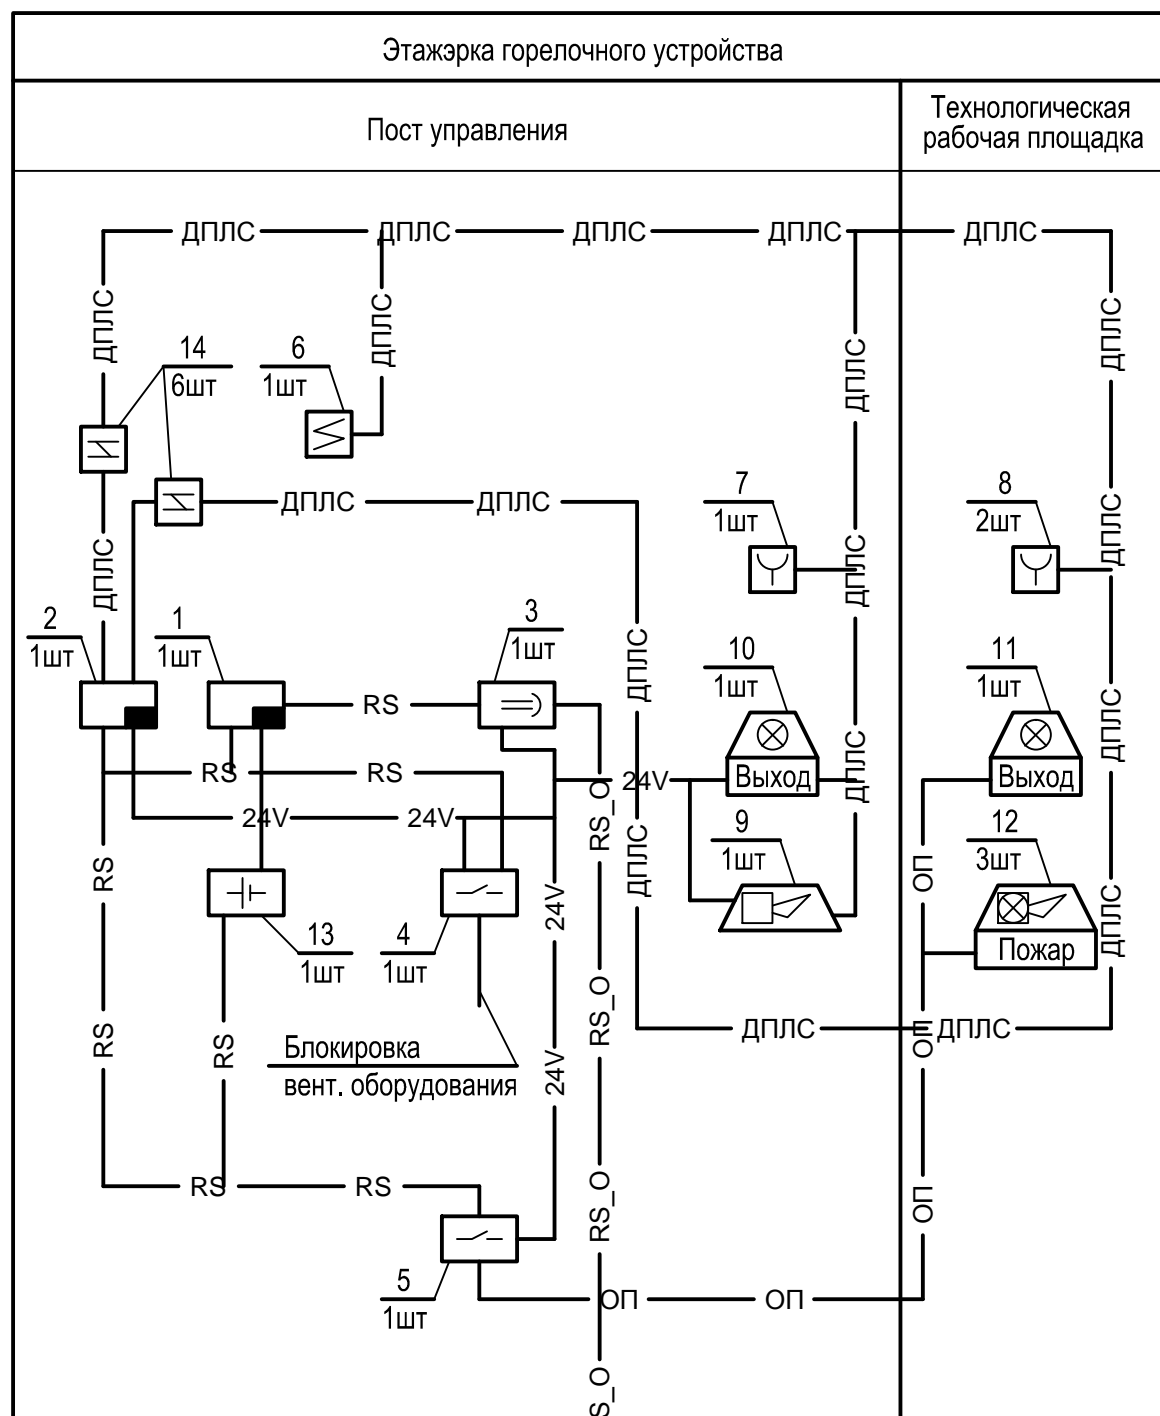 Этажэрка горелочного устройства
Пост управления
Технологическая
рабочая площадка
ДПЛС ДПЛС ДПЛС ДПЛС ДПЛС
ДПЛС ДПЛС ДПЛС ДПЛС
14
6шт
6
1шт
ДПЛС ДПЛС
7
1шт
8
2шт
ДПЛС ДПЛС ДПЛС
2
1шт
1
1шт
3
1шт
ДПЛС
10
1шт
11
1шт
RS
ДПЛС ДПЛС
RS RS
24V
Выход
Выход
24V 24V
RS_O
9
1шт
12
3шт
RS
ДПЛС
ОП
24V
ДПЛС
13
1шт
4
1шт
Пожар
RS RS
RS_O
ДПЛС ДПЛС
ОП
Блокировка
вент. оборудования
24V
RS RS
RS_O
ОП
5
1шт
ОП ОП
S_O